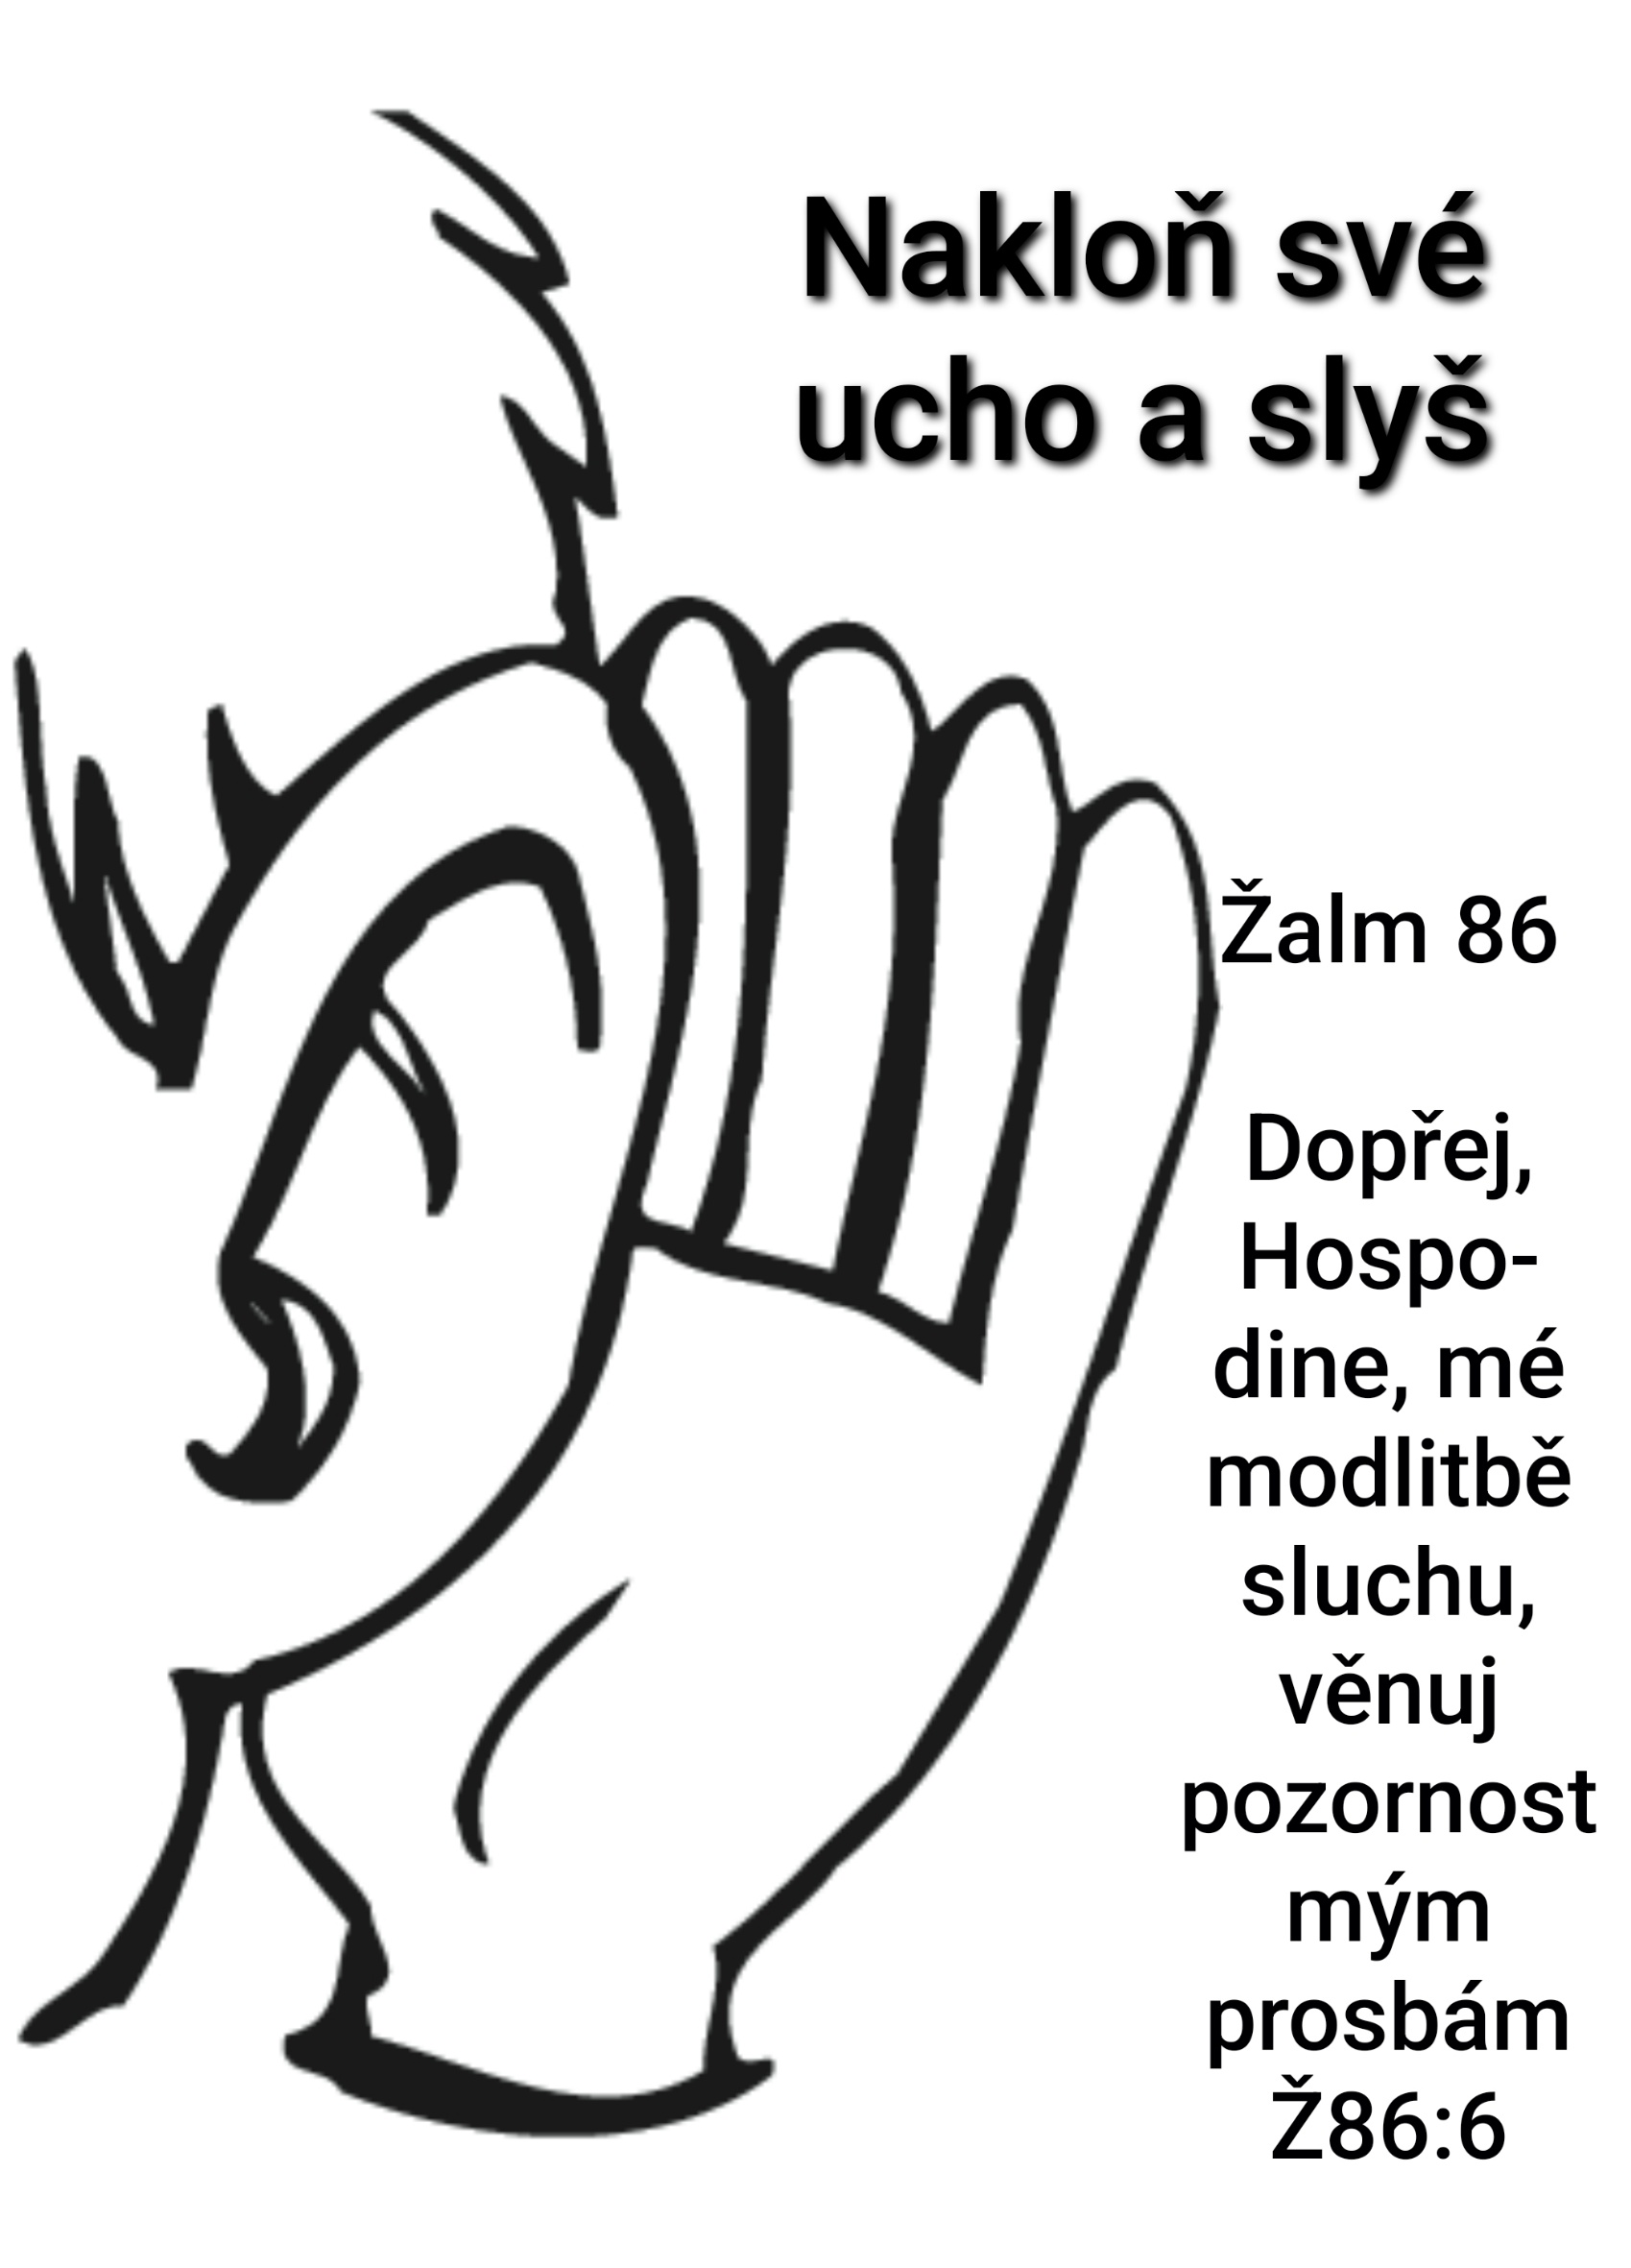 Nakloň své
ucho a slyš
Žalm 86
Dopřej,
Hospo-
dine, mé
modlitbě
sluchu,
věnuj
pozornost
mým
prosbám
Ž86:6